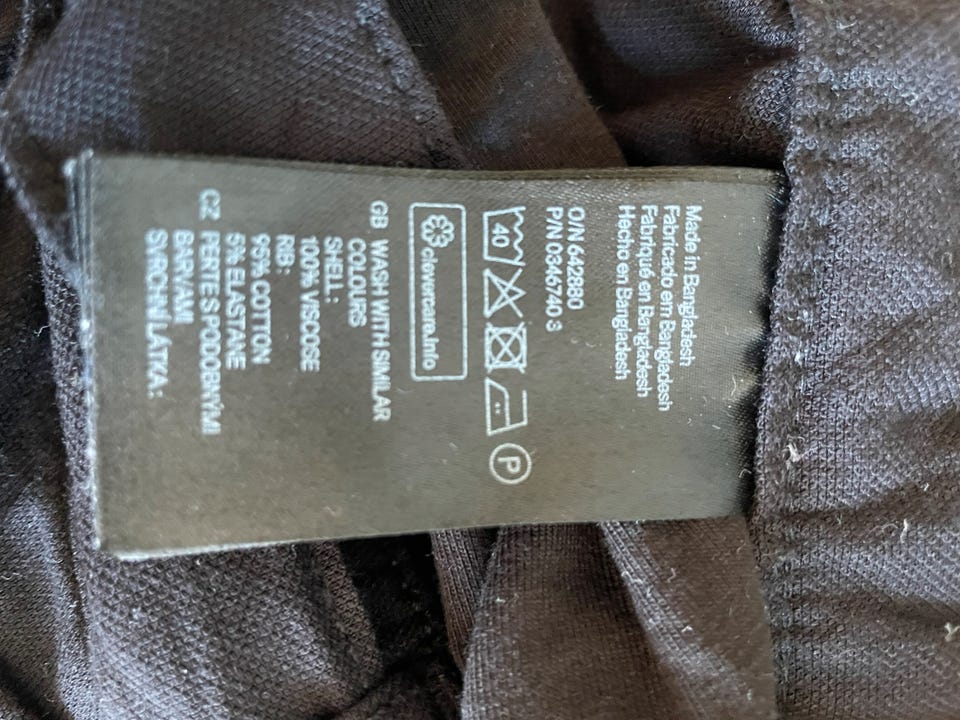 Made in Bangladesh
Fabricado em Bangladesh
Fabriqué en Bangladesh
Hecho en Bangladesh
O/N 642880
P/N 0346740 3
40 P
clevercare.info
GB WASH WITH SIMILAR
COLOURS
SHELL:
100% VISCOSE
RIB:
95% COTTON
5% ELASTANE
CZ PERTE S PODOBNÝMI
BARVAMI
SVRCHNÍ LÁTKA: